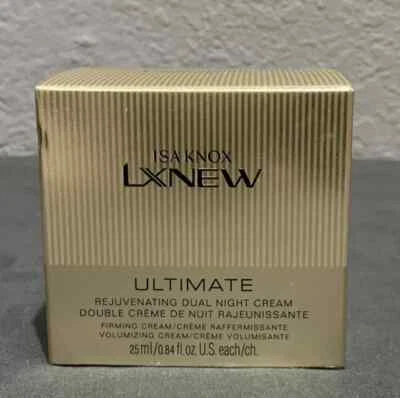 ISA KNOX
LXNEW
ULTIMATE
REJUVENATING DUAL NIGHT CREAM
DOUBLE CRÈME DE NUIT RAJEUNISSANTE
FIRMING CREAM/CRÈME RAFFERMISSANTE
VOLUMIZING CREAM/CRÈME VOLUMISANTE
25 ml/0.84 fl. oz. U.S. each/ch.